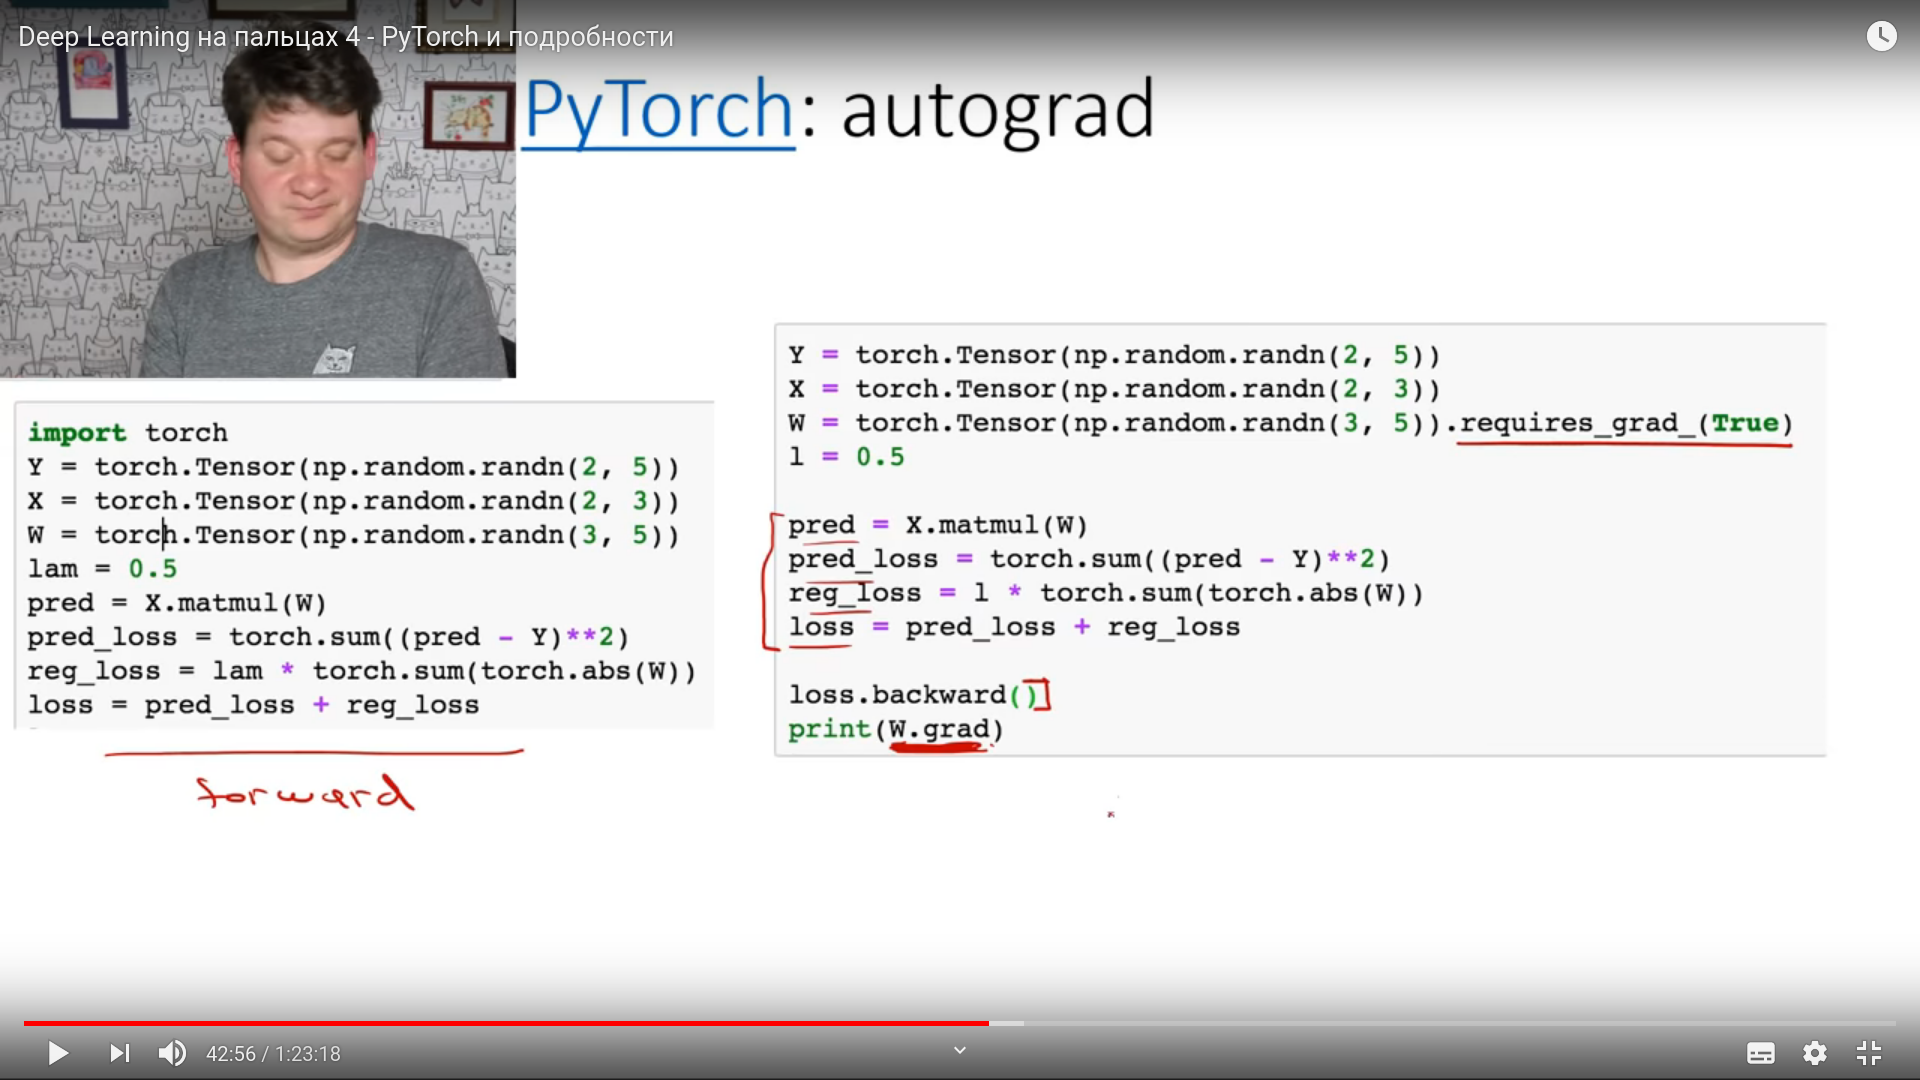 Deep Learning на пальцах 4 - PyTorch и подробности
PyTorch: autograd
import torch
Y = torch.Tensor(np.random.randn(2, 5))
X = torch.Tensor(np.random.randn(2, 3))
W = torch.Tensor(np.random.randn(3, 5))
lam = 0.5
pred = X.matmul(W)
pred_loss = torch.sum((pred - Y)**2)
reg_loss = lam * torch.sum(torch.abs(W))
loss = pred_loss + reg_loss
forward
Y = torch.Tensor(np.random.randn(2, 5))
X = torch.Tensor(np.random.randn(2, 3))
W = torch.Tensor(np.random.randn(3, 5)).requires_grad_(True)
l = 0.5
pred = X.matmul(W)
pred_loss = torch.sum((pred - Y)**2)
reg_loss = l * torch.sum(torch.abs(W))
loss = pred_loss + reg_loss
loss.backward()
print(W.grad)
42:56 / 1:23:18